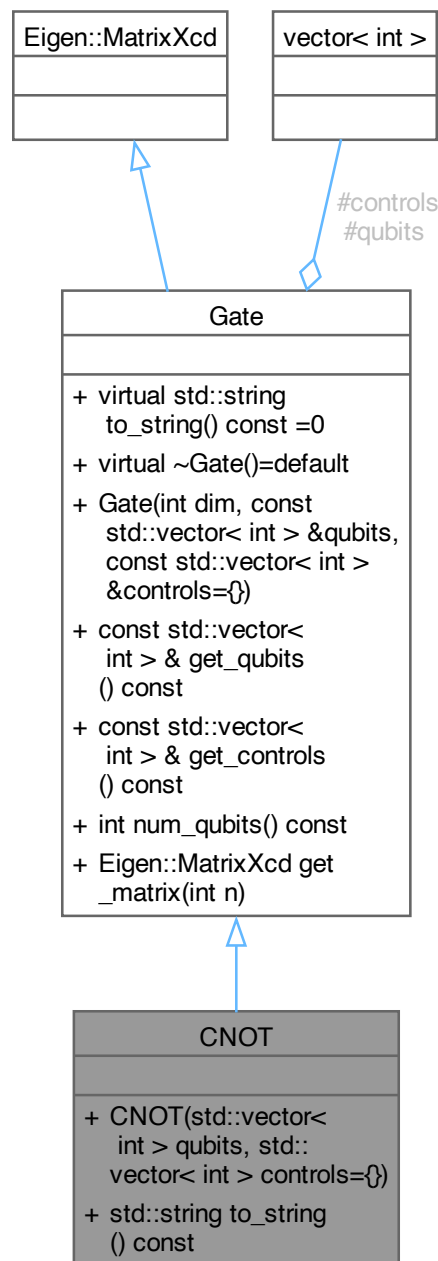 Eigen::MatrixXcd
vector< int >
#controls
#qubits
Gate
+ virtual std::string
to_string() const =0
+ virtual ~Gate()=default
+ Gate(int dim, const
std::vector< int > &qubits,
const std::vector< int >
&controls={})
+ const std::vector<
int > & get_qubits
() const
+ const std::vector<
int > & get_controls
() const
+ int num_qubits() const
+ Eigen::MatrixXcd get
_matrix(int n)
CNOT
+ CNOT(std::vector<
int > qubits, std::
vector< int > controls={})
+ std::string to_string
() const